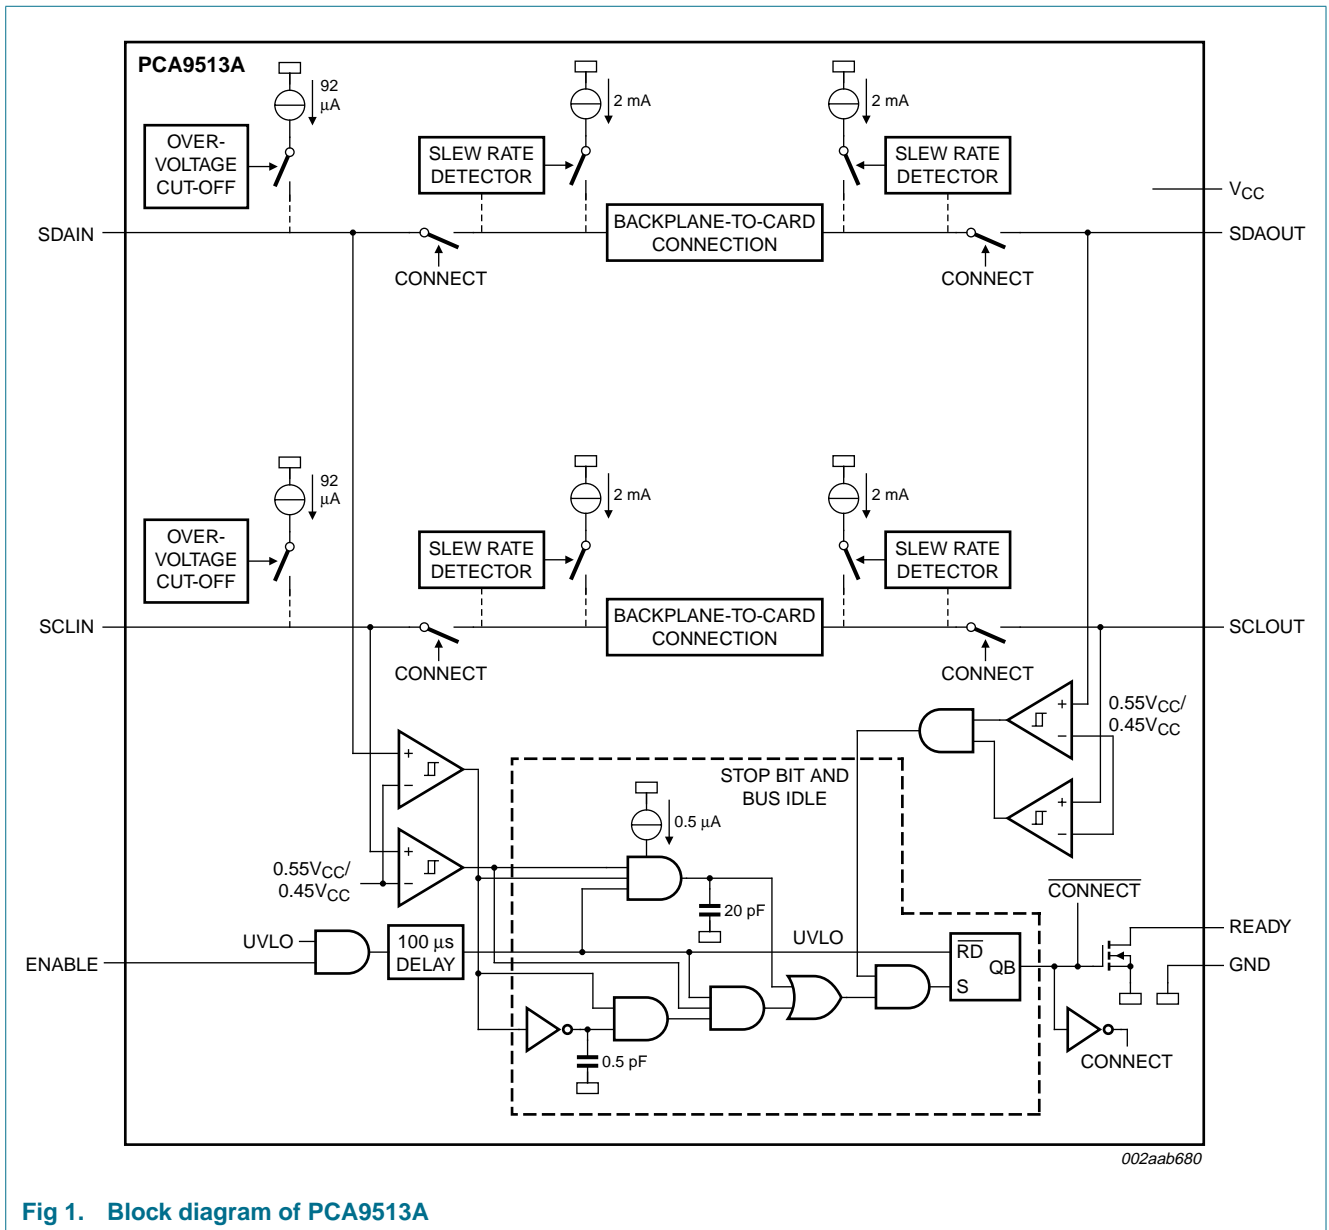 PCA9513A
92
μA
2 mA
2 mA
OVER-
VOLTAGE
CUT-OFF
SLEW RATE
DETECTOR
SLEW RATE
DETECTOR
VCC
SDAIN
BACKPLANE-TO-CARD
CONNECTION
SDAOUT
CONNECT
CONNECT
92
μA
2 mA
2 mA
OVER-
VOLTAGE
CUT-OFF
SLEW RATE
DETECTOR
SLEW RATE
DETECTOR
SCLIN
BACKPLANE-TO-CARD
CONNECTION
SCLOUT
CONNECT
CONNECT
+
−
0.55VCC/
0.45VCC
+
−
STOP BIT AND
BUS IDLE
+
−
0.5 μA
+
−
0.55VCC/
0.45VCC
20 pF
CONNECT
UVLO
100 μs
DELAY
UVLO
READY
ENABLE
RD
QB
S
GND
0.5 pF
CONNECT
002aab680
Fig 1. Block diagram of PCA9513A